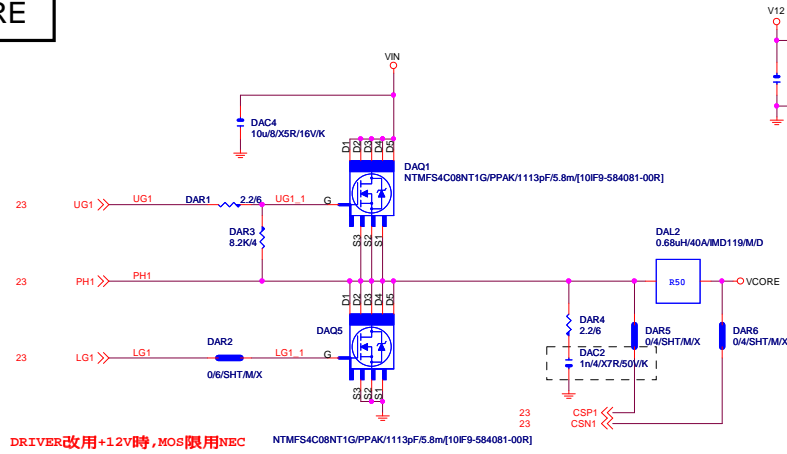 RE
V12
VIN
DAC4
10u/8/X5R/16V/K
D1 D2 D3 D4 D5
DAQ1
NTMFS4C08NT1G/PPAK/1113pF/5.8m/[10IF9-584081-00R]
23 UG1 UG1 DAR1 2.2/6 UG1_1 G
DAR3
8.2K/4
S3 S2 S1
DAL2
0.68uH/40A/IMD119/M/D
23 PH1 PH1
R50
VCORE
D1 D2 D3 D4 D5
DAQ5
DAR4
2.2/6
DAR5
0/4/SHT/M/X
DAR6
0/4/SHT/M/X
DAR2
23 LG1 LG1 LG1_1 G
0/6/SHT/M/X
DAC2
1n/4/X7R/50V/K
S3 S2 S1
23 CSP1
23 CSN1
DRIVER改用+12V時,MOS限用NEC
NTMFS4C08NT1G/PPAK/1113pF/5.8m/[10IF9-584081-00R]